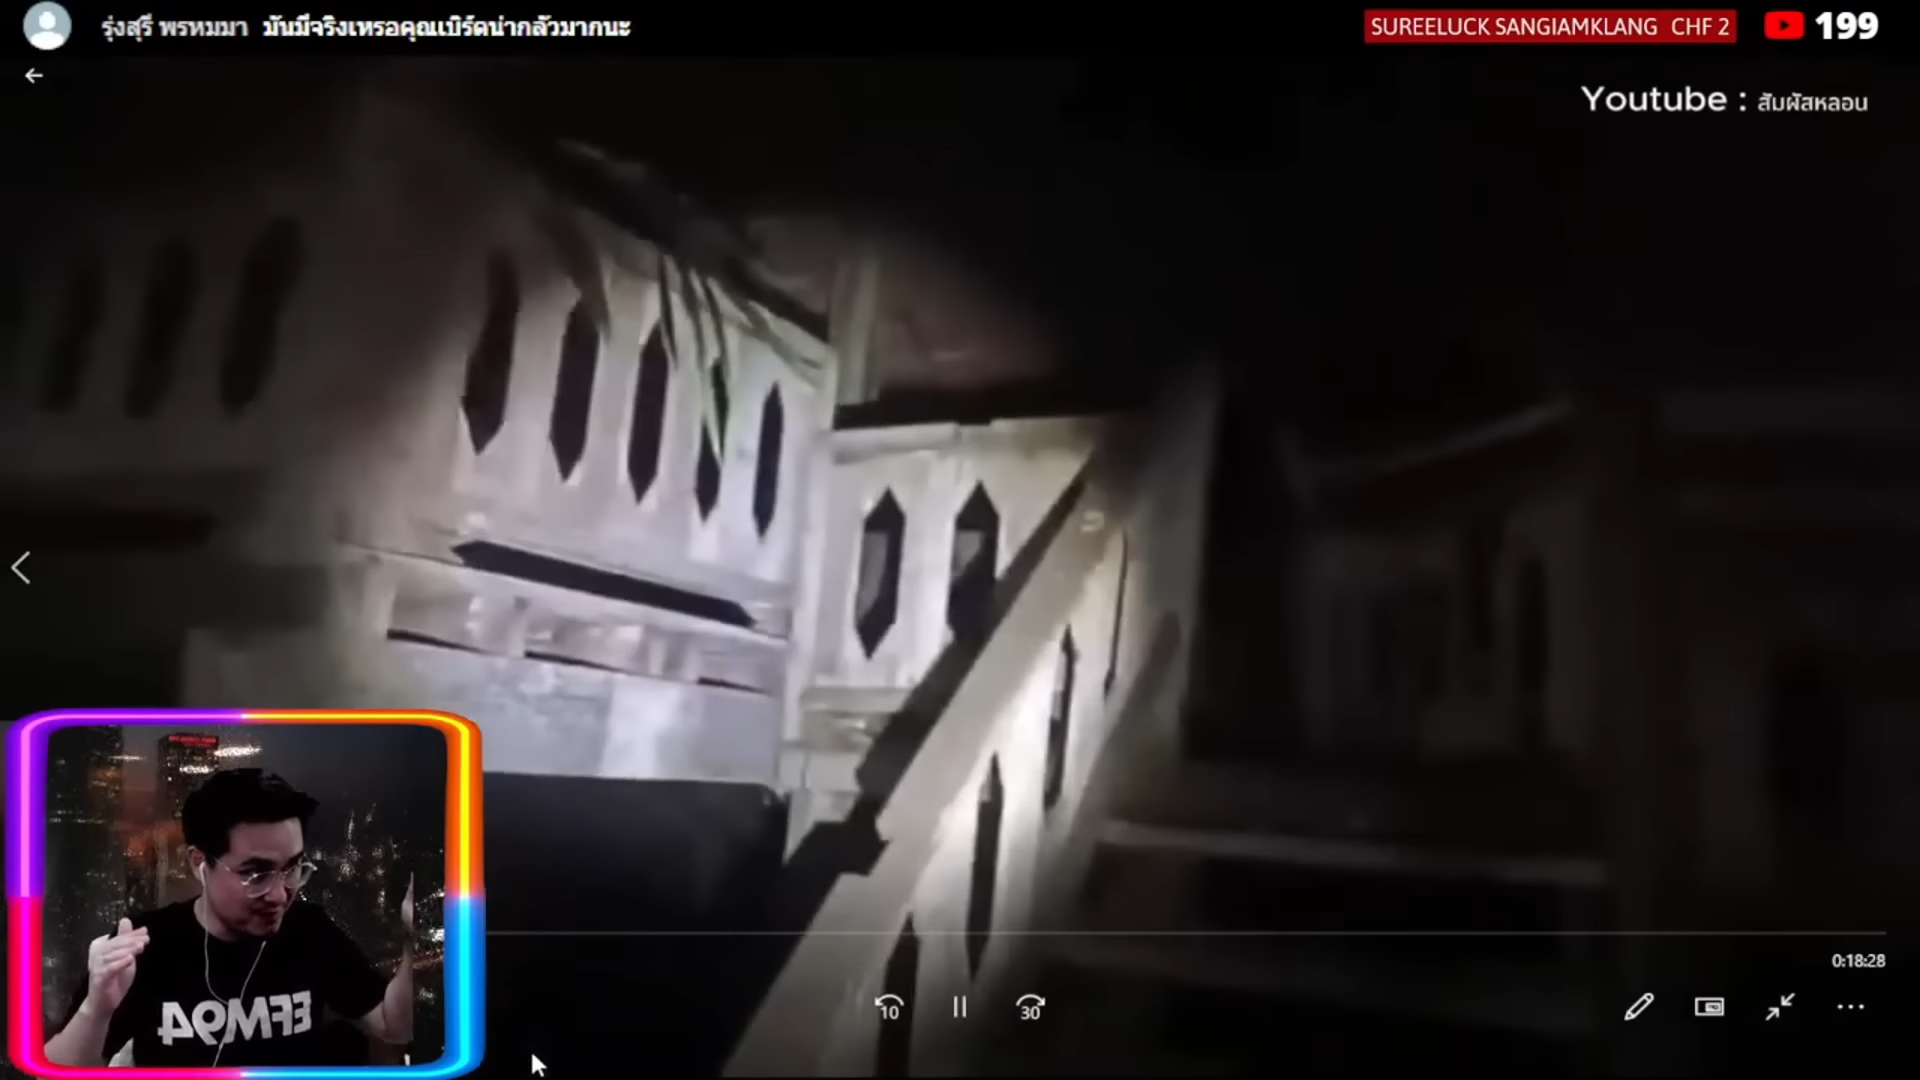 รุ่งสุรี พรหมมา มันมีจริงเหรอคุณเบิร์ดน่ากลัวมากนะ
SUREELUCK SANGIAMKLANG CHF 2
199
Youtube : สัมผัสหลอน
EFM94
0:18:28
10
30